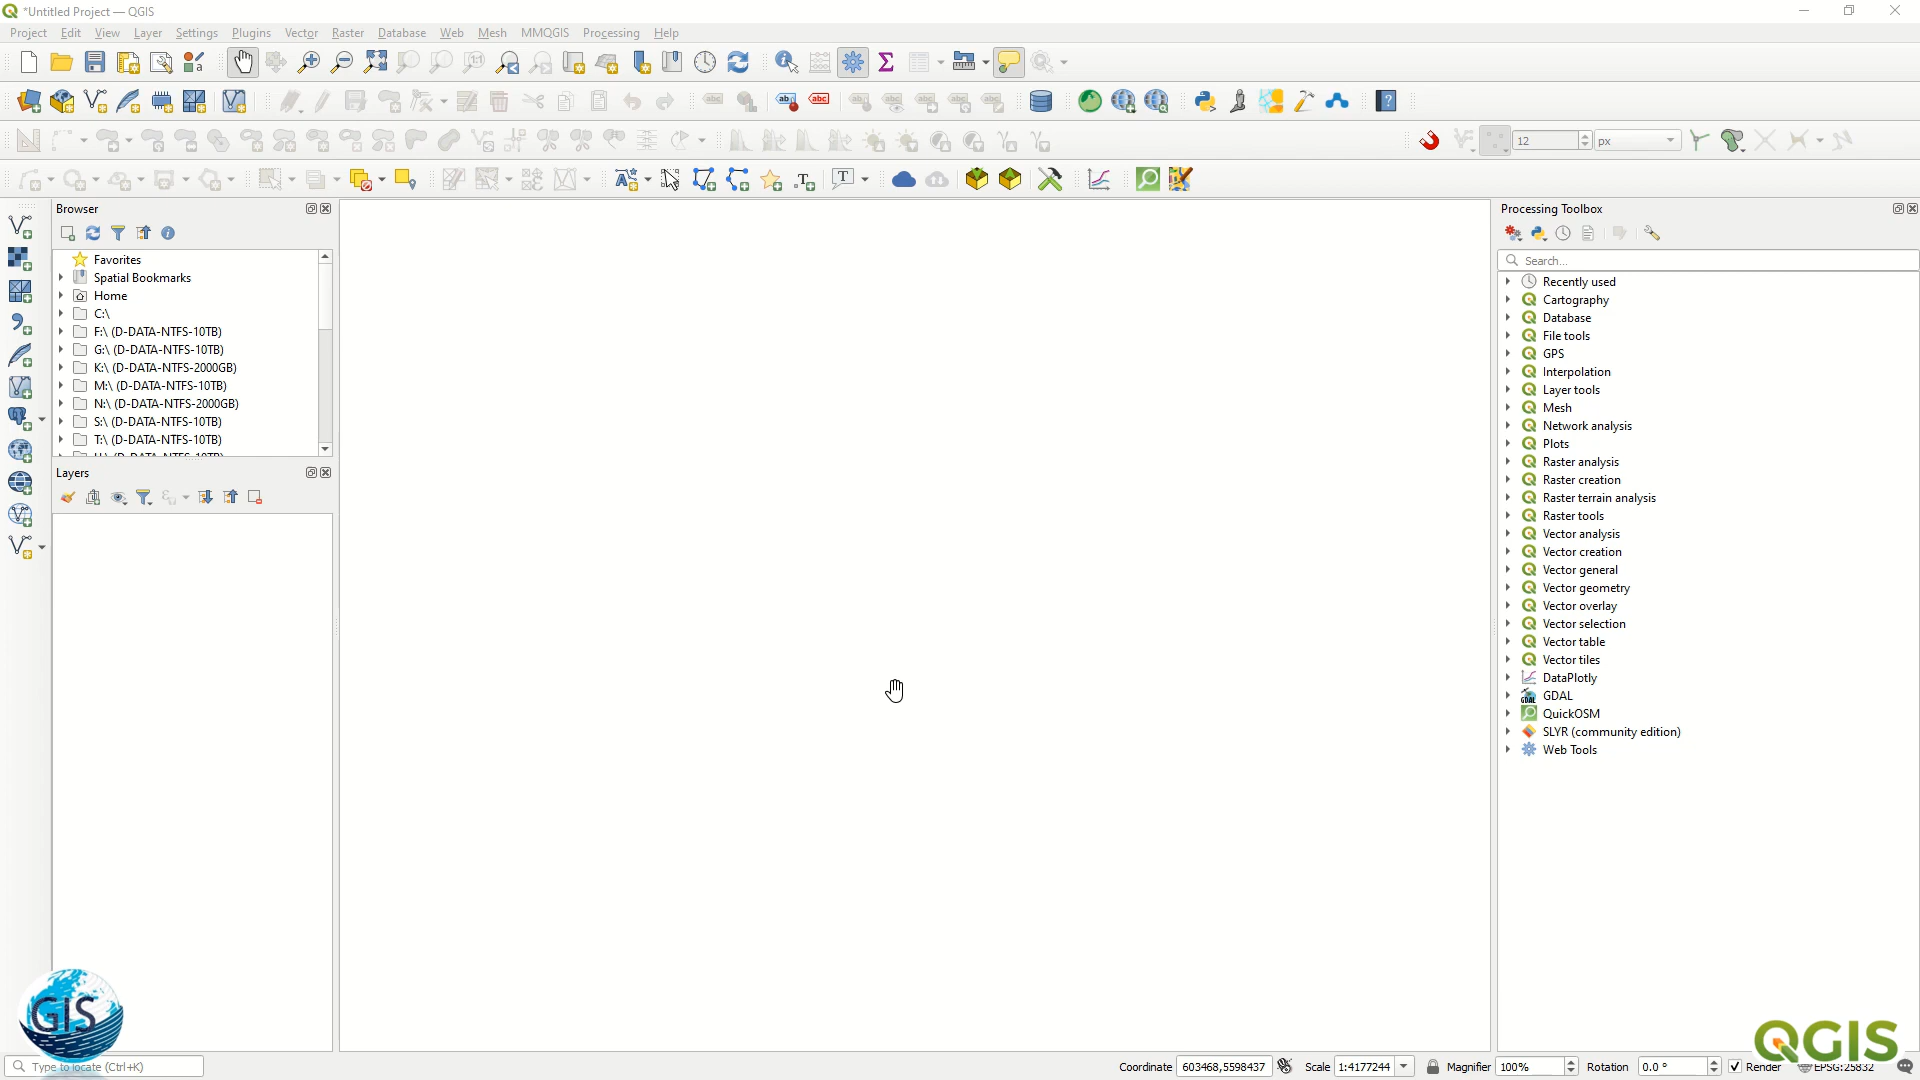 *Untitled Project — QGIS
Project Edit View Layer Settings Plugins Vector Raster Database Web Mesh MMQGIS Processing Help
abc abc
12 px
Browser
Favorites
Spatial Bookmarks
Home
C:\
F:\ (D-DATA-NTFS-10TB)
G:\ (D-DATA-NTFS-10TB)
K:\ (D-DATA-NTFS-2000GB)
M:\ (D-DATA-NTFS-10TB)
N:\ (D-DATA-NTFS-2000GB)
S:\ (D-DATA-NTFS-10TB)
T:\ (D-DATA-NTFS-10TB)
Layers
Processing Toolbox
Search...
Recently used
Cartography
Database
File tools
GPS
Interpolation
Layer tools
Mesh
Network analysis
Plots
Raster analysis
Raster creation
Raster terrain analysis
Raster tools
Vector analysis
Vector creation
Vector general
Vector geometry
Vector overlay
Vector selection
Vector table
Vector tiles
DataPlotly
GDAL
QuickOSM
SLYR (community edition)
Web Tools
GIS
QGIS
Type to locate (Ctrl+K) Coordinate 603468,5598437 Scale 1:4177244 Magnifier 100% Rotation 0.0 ° Render EPSG:25832